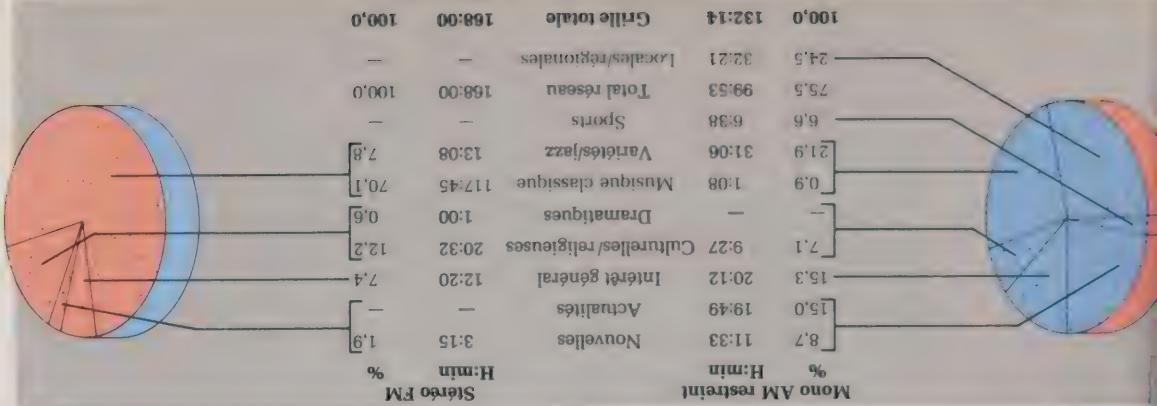 Mono AM restreint Stéréo FM
% H:min H:min %
8,7 11:33 Nouvelles 3:15 1,9
15,0 19:49 Actualités — —
15,3 20:12 Intérêt général 12:20 7,4
7,1 9:27 Culturelles/religieuses 20:32 12,2
— — Dramatiques 1:00 0,6
0,9 1:08 Musique classique 117:45 70,1
21,9 31:06 Variétés/jazz 13:08 7,8
6,6 6:38 Sports — —
75,5 99:53 Total réseau 168:00 100,0
24,5 32:21 Locales/régionales — —
100,0 132:14 Grille totale 168:00 100,0